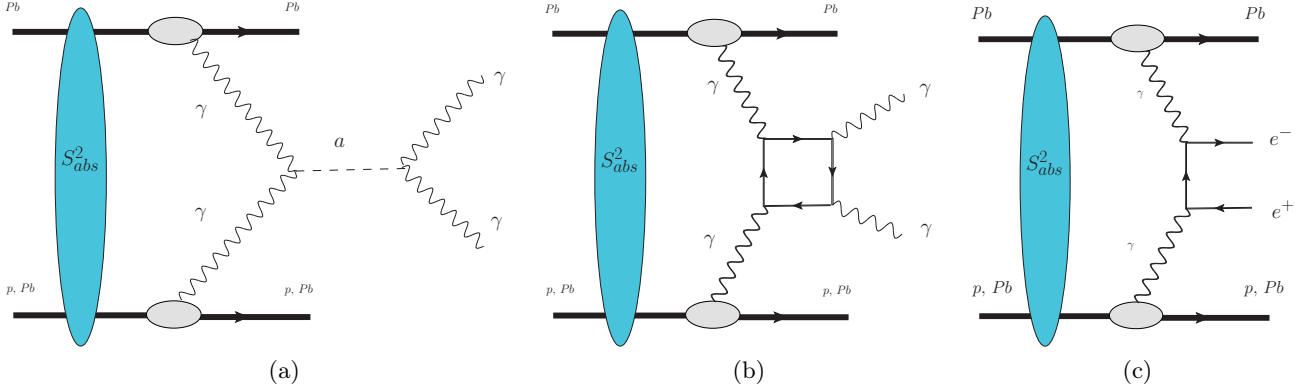 Pb Pb
γ
a
γ
S²abs
γ
γ
p, Pb p, Pb
(a)
Pb Pb
γ
γ
S²abs
γ
γ
p, Pb p, Pb
(b)
Pb Pb
γ
e⁻
S²abs
e⁺
γ
p, Pb p, Pb
(c)